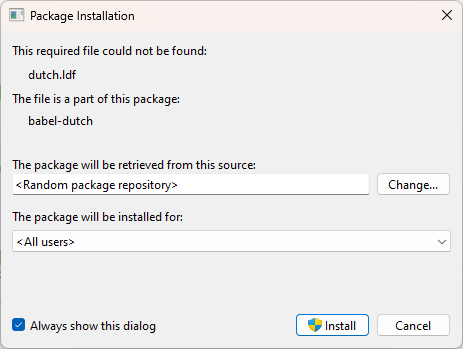 Package Installation
This required file could not be found:
dutch.ldf
The file is a part of this package:
babel-dutch
The package will be retrieved from this source:
<Random package repository>
Change...
The package will be installed for:
<All users>
Always show this dialog
Install
Cancel